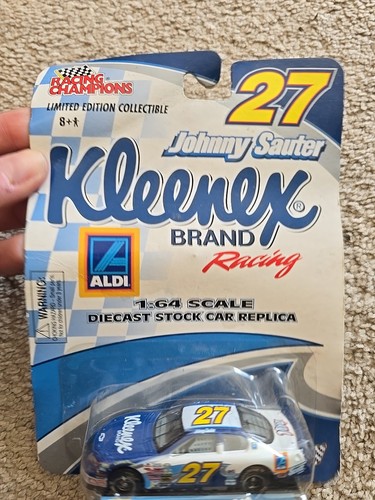 RACING
CHAMPIONS
27
LIMITED EDITION COLLECTIBLE
8+
Johnny Sauter
Kleenex®
BRAND
Racing
ALDI
⚠ WARNING:
1:64 SCALE
DIECAST STOCK CAR REPLICA
27
Kleenex
27